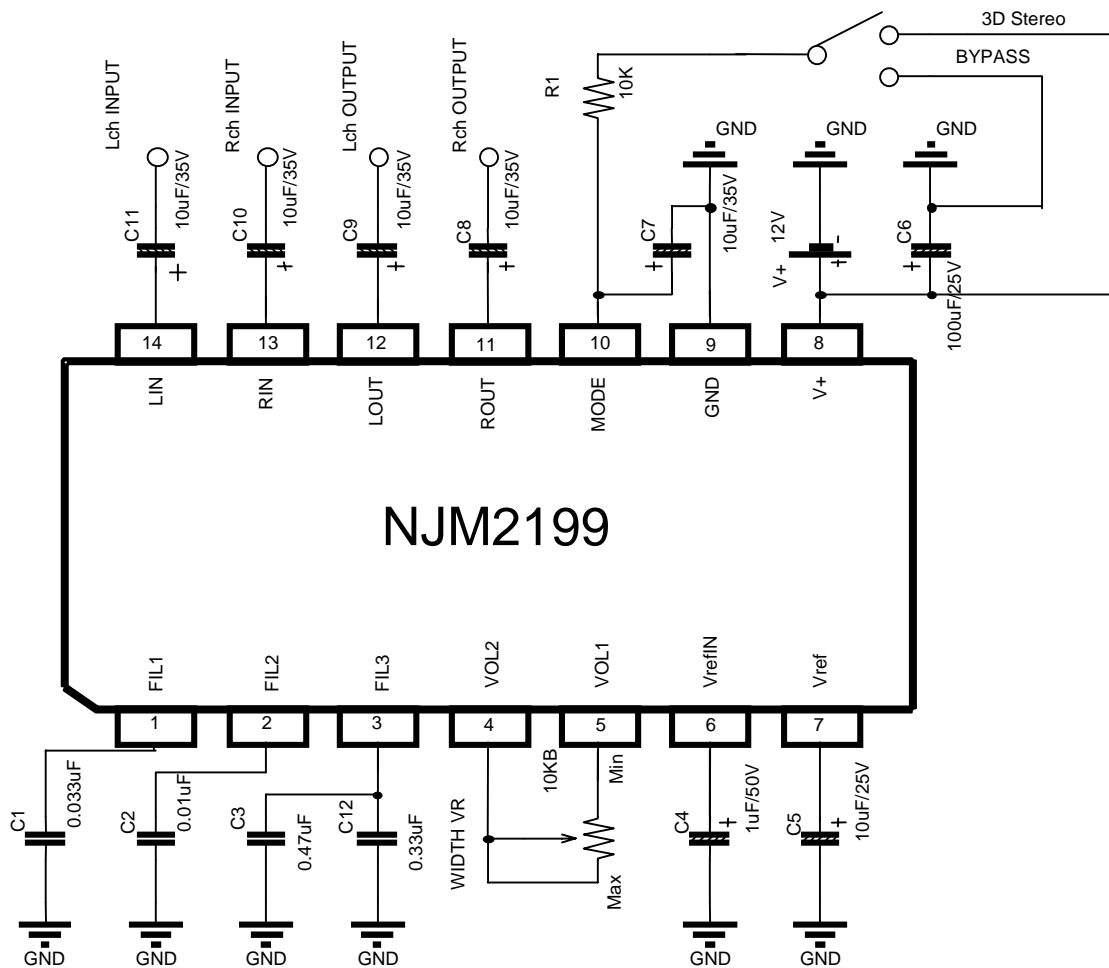 3D Stereo
BYPASS
Lch INPUT
Rch INPUT
Lch OUTPUT
Rch OUTPUT
R1
10K
GND
GND
GND
C11
10uF/35V
C10
10uF/35V
C9
10uF/35V
C8
10uF/35V
C7
10uF/35V
12V
V+
+
-
C6
100uF/25V
+
+
+
+
+
+
14
13
12
11
10
9
8
LIN
RIN
LOUT
ROUT
MODE
GND
V+
NJM2199
FIL1
FIL2
FIL3
VOL2
VOL1
VrefIN
Vref
1
2
3
4
5
6
7
C1
0.033uF
C2
0.01uF
C3
0.47uF
C12
0.33uF
WIDTH VR
10KB
Min
Max
C4
1uF/50V
+
C5
10uF/25V
+
GND
GND
GND
GND
GND
GND